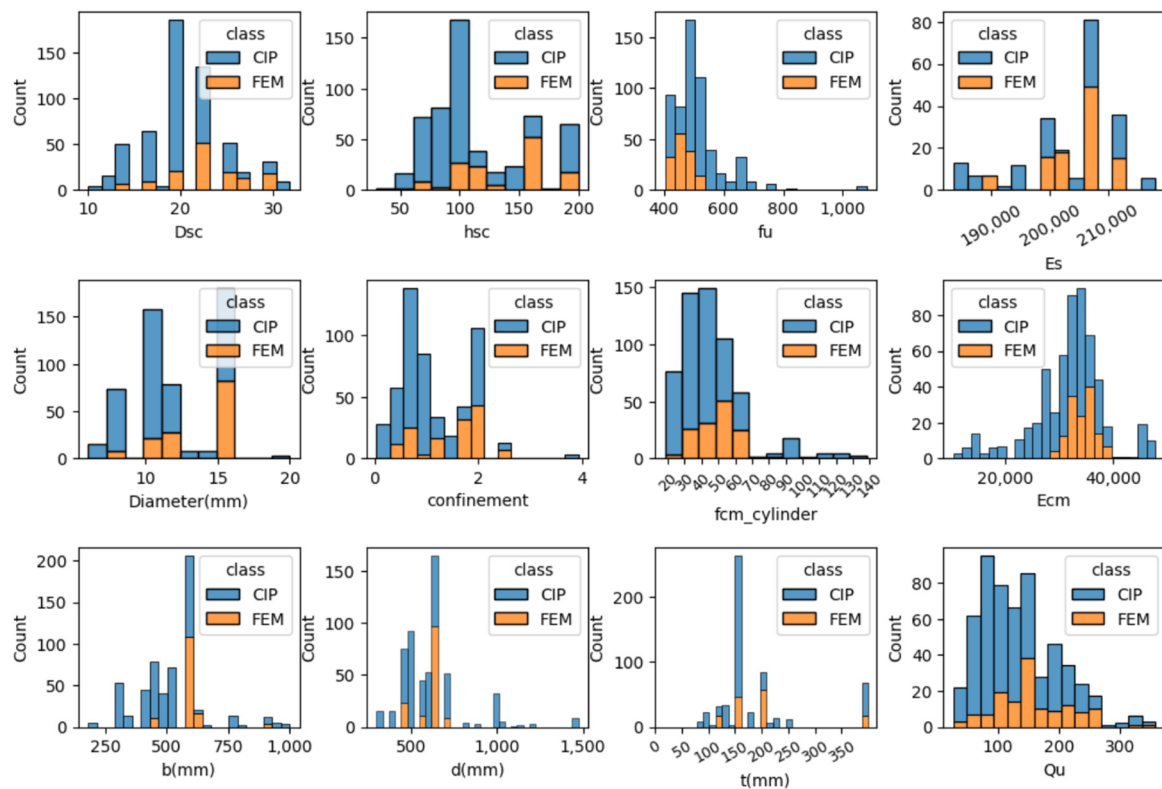 class
CIP
FEM
Count
150
100
50
0
10
20
30
Dsc
class
CIP
FEM
Count
150
100
50
0
50
100
150
200
hsc
class
CIP
FEM
Count
150
100
50
0
400
600
800
1,000
fu
class
CIP
FEM
Count
80
60
40
20
0
190,000
200,000
210,000
Es
class
CIP
FEM
Count
150
100
50
0
10
15
20
Diameter(mm)
class
CIP
FEM
Count
100
50
0
0
2
4
confinement
class
CIP
FEM
Count
150
100
50
0
20
30
40
50
60
70
80
90
100
110
120
130
140
fcm_cylinder
class
CIP
FEM
Count
80
60
40
20
0
20,000
40,000
Ecm
class
CIP
FEM
Count
200
150
100
50
0
250
500
750
1,000
b(mm)
class
CIP
FEM
Count
150
100
50
0
500
1,000
1,500
d(mm)
class
CIP
FEM
Count
200
100
0
0
50
100
150
200
250
300
350
t(mm)
class
CIP
FEM
Count
80
60
40
20
0
100
200
300
Qu